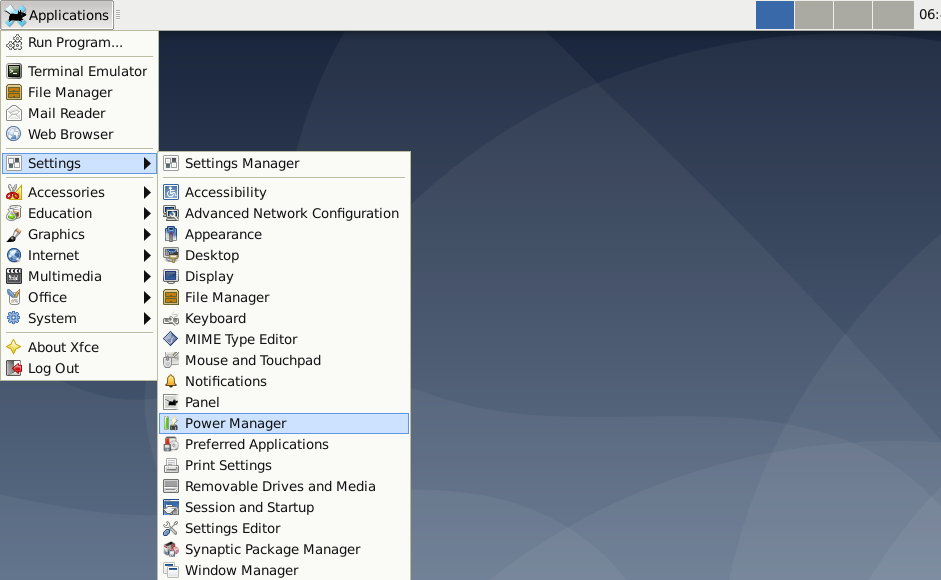 Applications
06:
Run Program...
Terminal Emulator
File Manager
Mail Reader
Web Browser
Settings
Accessories
Education
Graphics
Internet
Multimedia
Office
System
About Xfce
Log Out
Settings Manager
Accessibility
Advanced Network Configuration
Appearance
Desktop
Display
File Manager
Keyboard
MIME Type Editor
Mouse and Touchpad
Notifications
Panel
Power Manager
Preferred Applications
Print Settings
Removable Drives and Media
Session and Startup
Settings Editor
Synaptic Package Manager
Window Manager